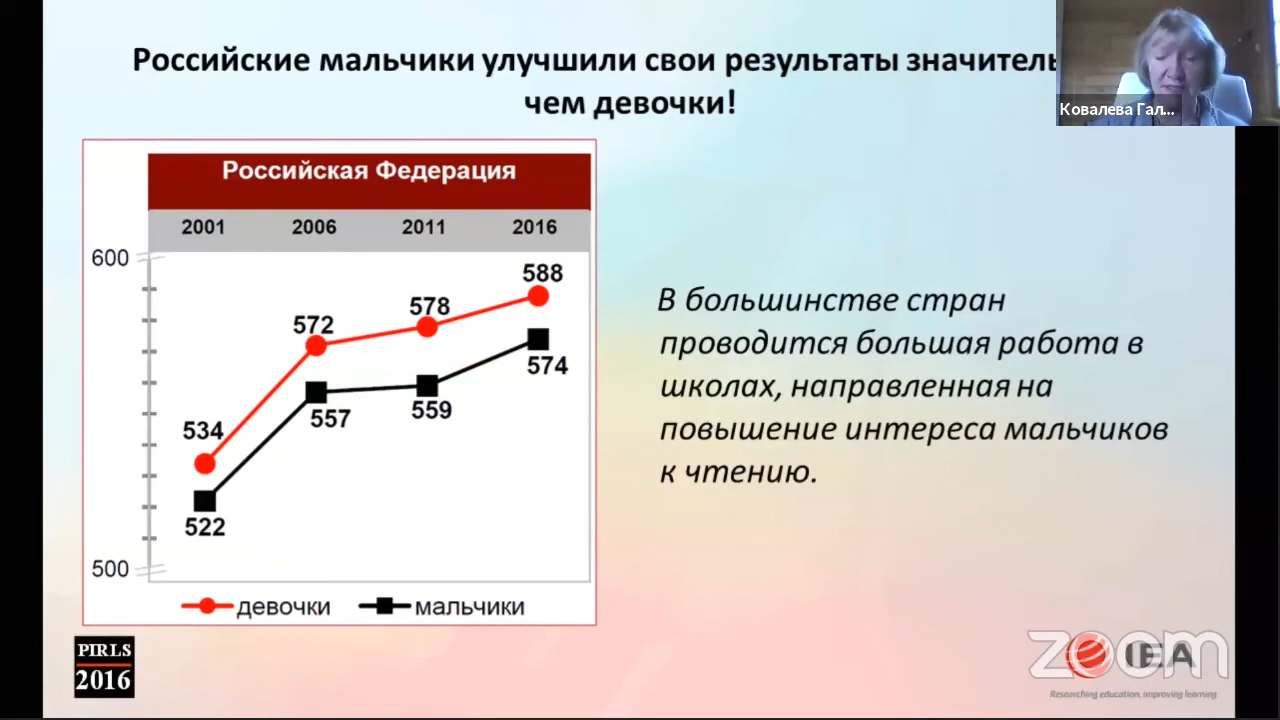 Российские мальчики улучшили свои результаты
чем девочки!
Ковалева Гал...
Российская Федерация
2001 2006 2011 2016
600
588
578
572
574
559
557
534
522
500
девочки мальчики
В большинстве стран
проводится большая работа в
школах, направленная на
повышение интереса мальчиков
к чтению.
PIRLS
2016
zoom
IEA
Researching education, improving learning